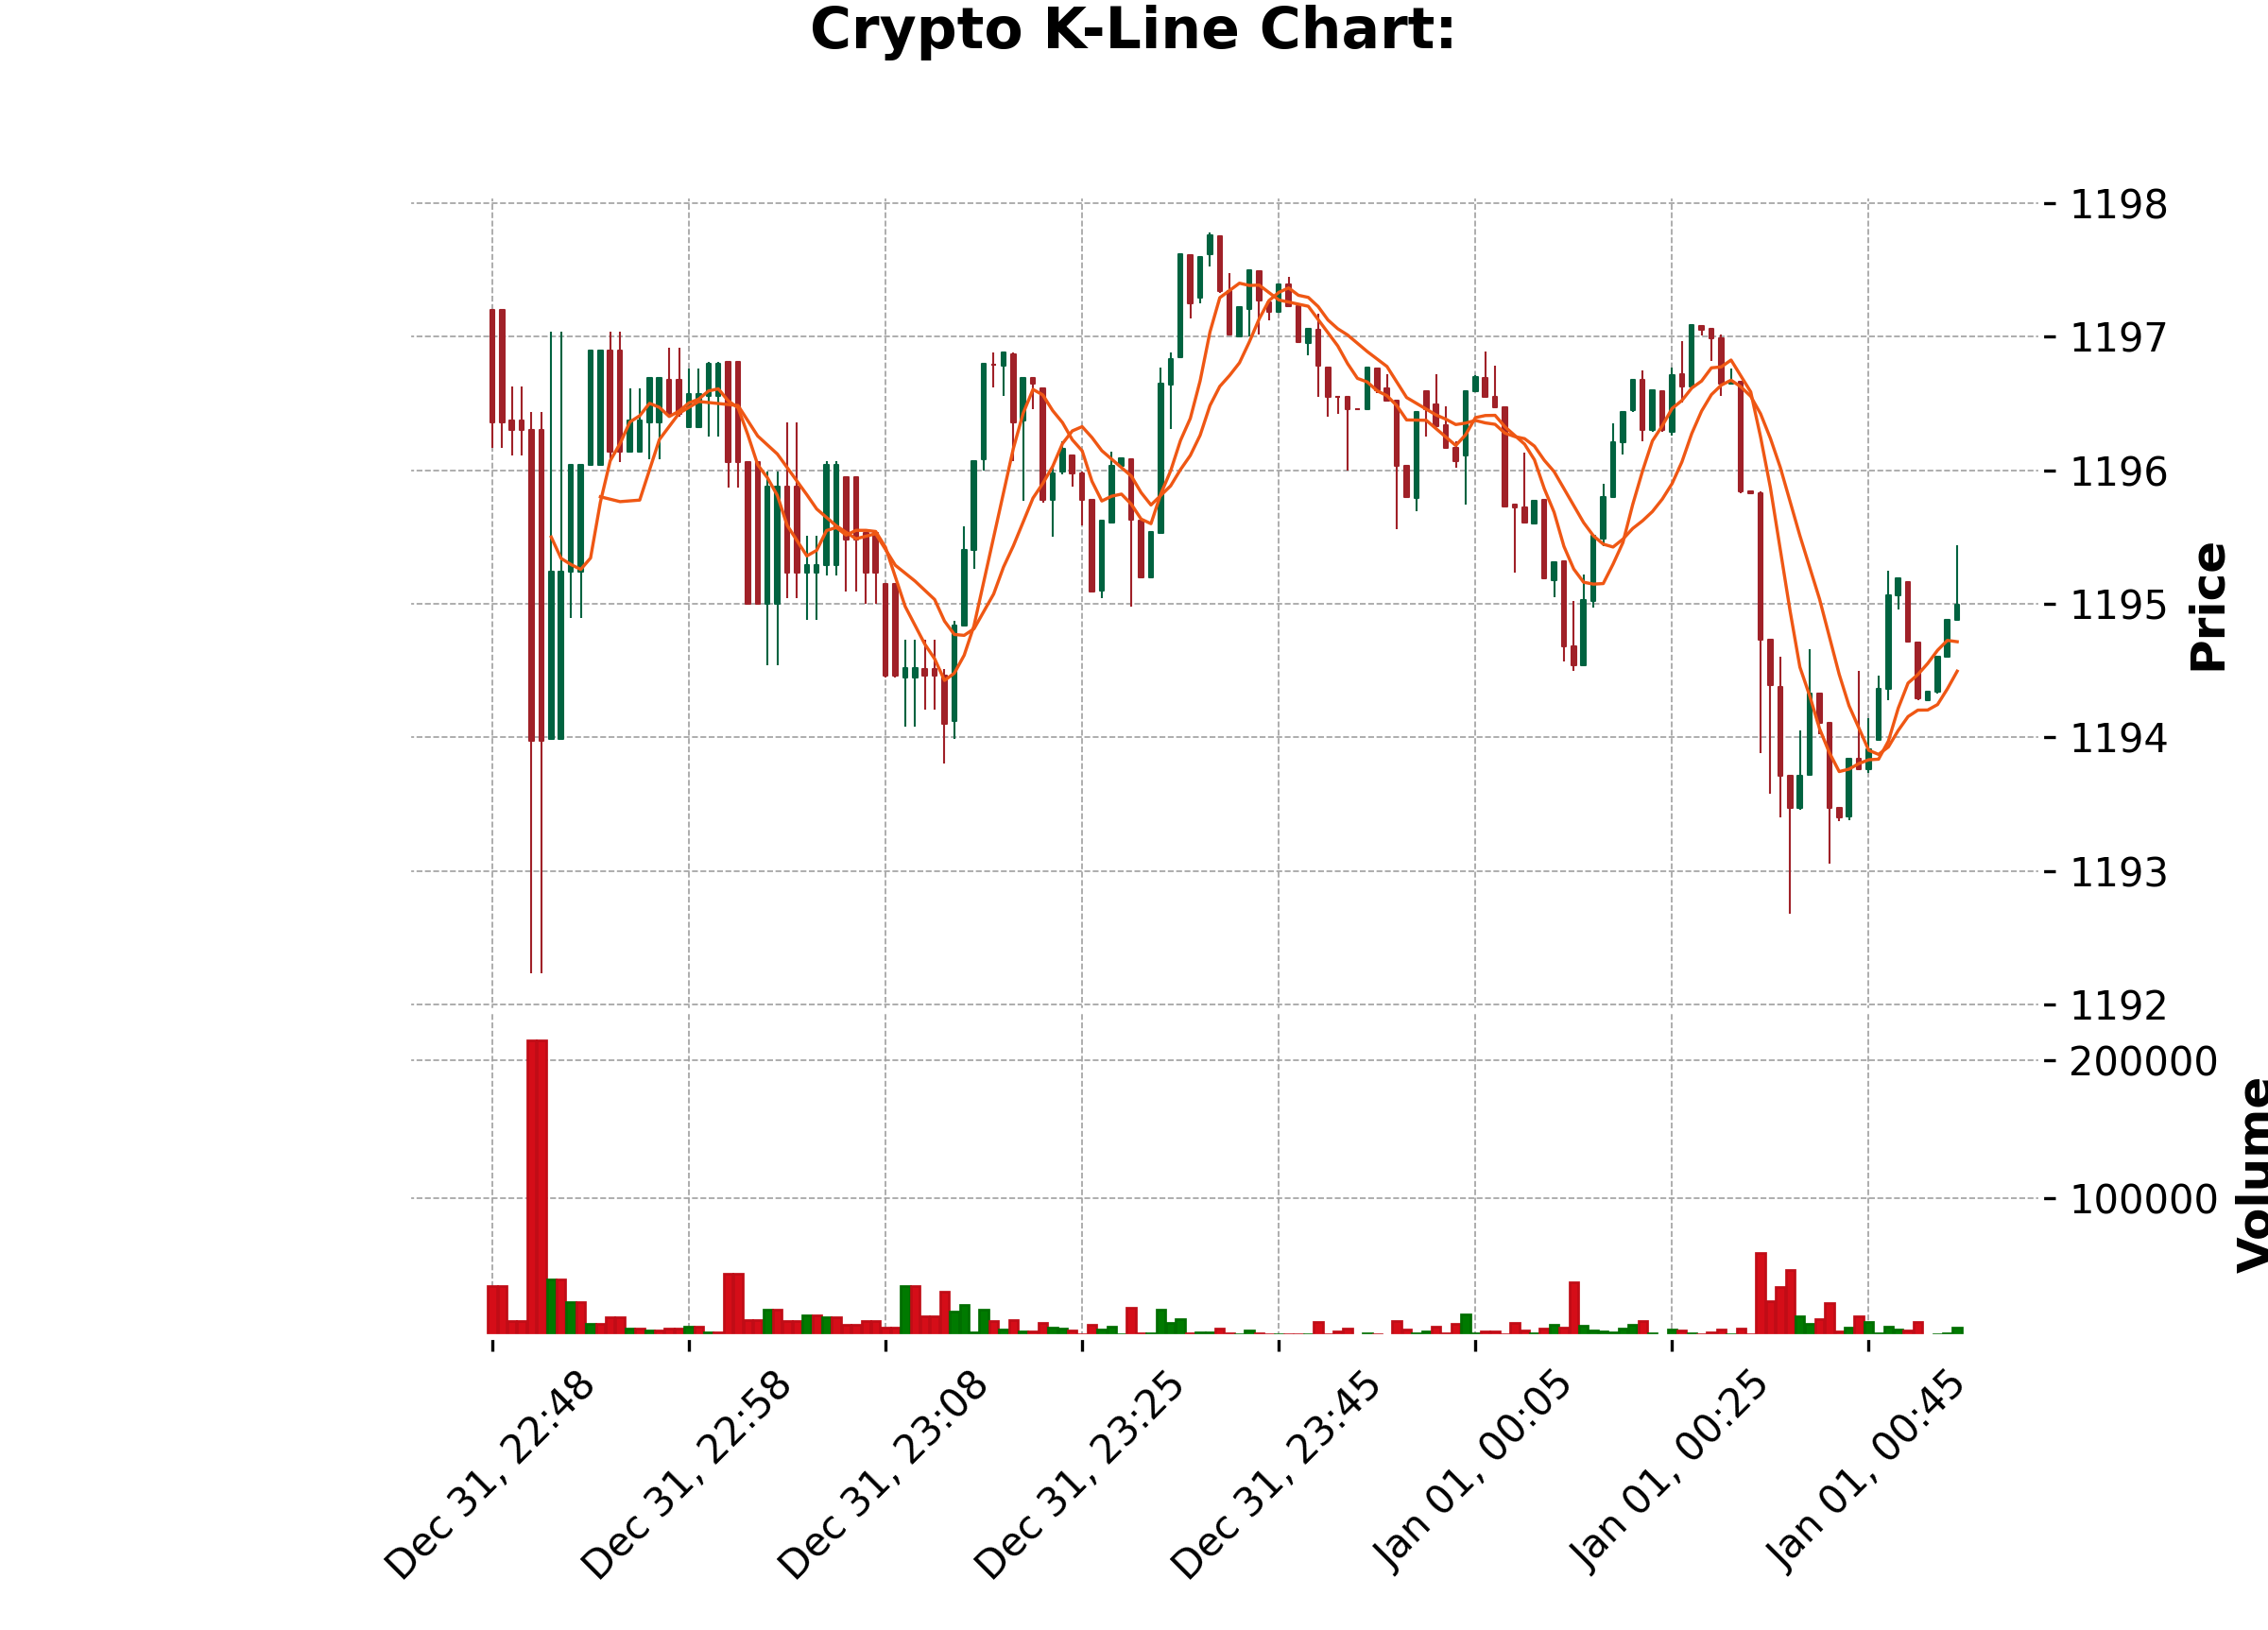 Crypto K-Line Chart:
1198
1197
1196
1195
1194
1193
1192
Price
200000
100000
Volume
Dec 31, 22:48
Dec 31, 22:58
Dec 31, 23:08
Dec 31, 23:25
Dec 31, 23:45
Jan 01, 00:05
Jan 01, 00:25
Jan 01, 00:45